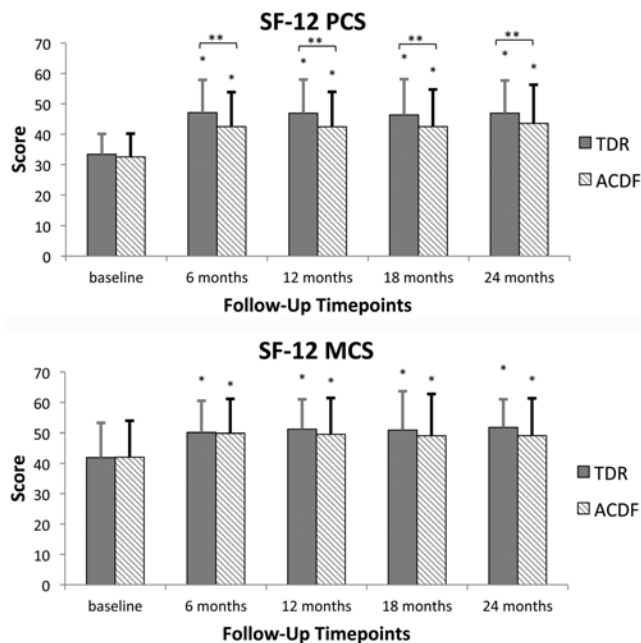 SF-12 PCS
70
60
50
40
30
20
10
0
Score
** ** ** **
* * * * * * * *
TDR
ACDF
baseline 6 months 12 months 18 months 24 months
Follow-Up Timepoints
SF-12 MCS
70
60
50
40
30
20
10
0
Score
* * * * * * * *
TDR
ACDF
baseline 6 months 12 months 18 months 24 months
Follow-Up Timepoints